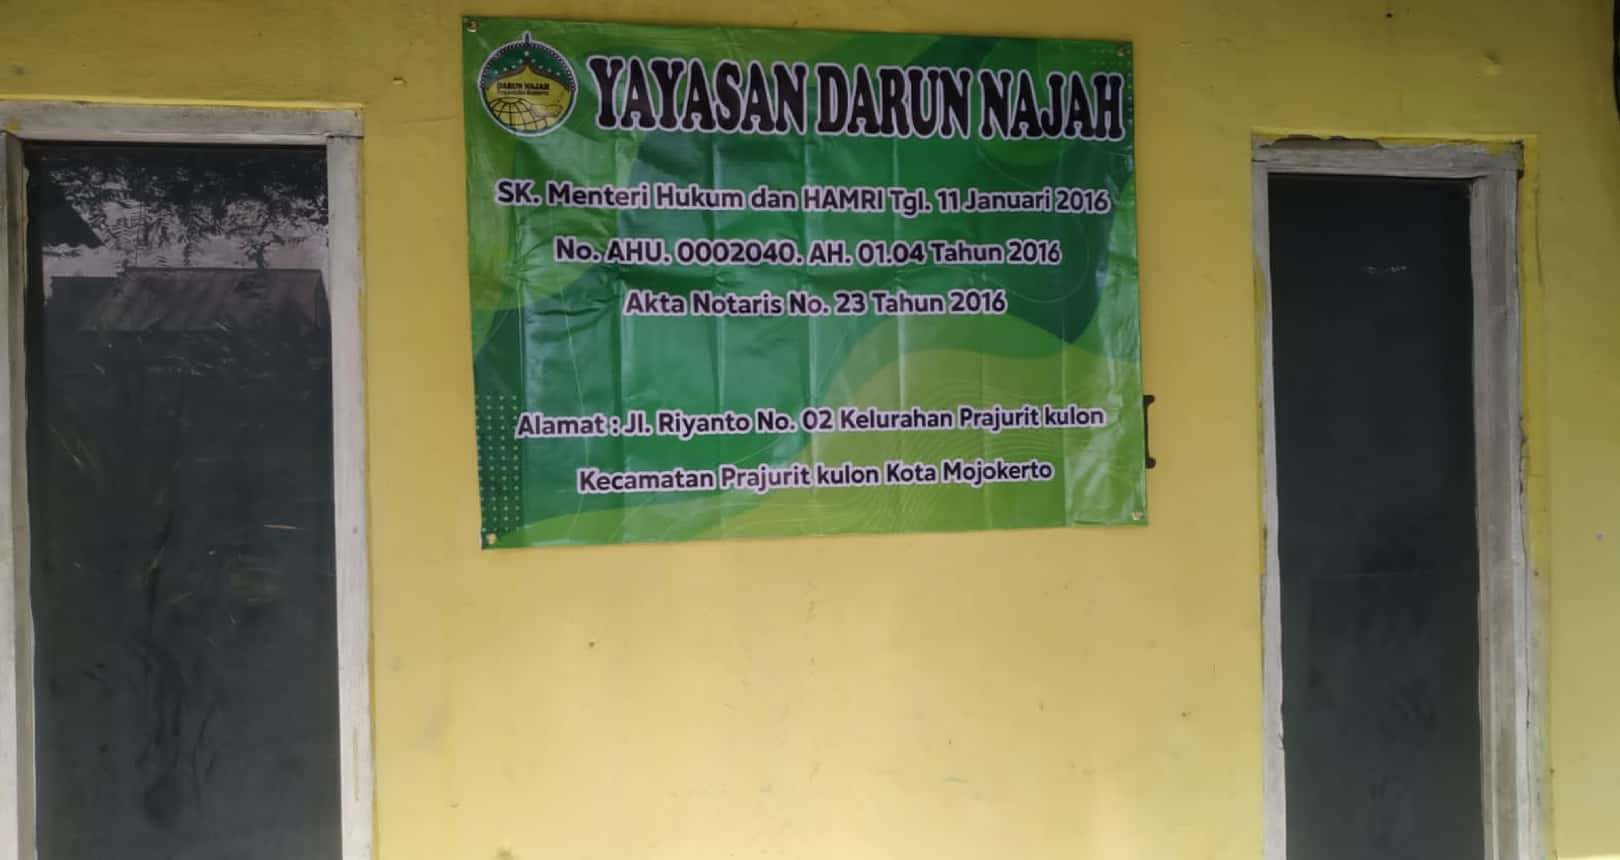 DARUN NAJAH
YAYASAN DARUN NAJAH
SK. Menteri Hukum dan HAMRI Tgl. 11 Januari 2016
No. AHU. 0002040. AH. 01.04 Tahun 2016
Akta Notaris No. 23 Tahun 2016
Alamat : Jl. Riyanto No. 02 Kelurahan Prajurit kulon
Kecamatan Prajurit kulon Kota Mojokerto